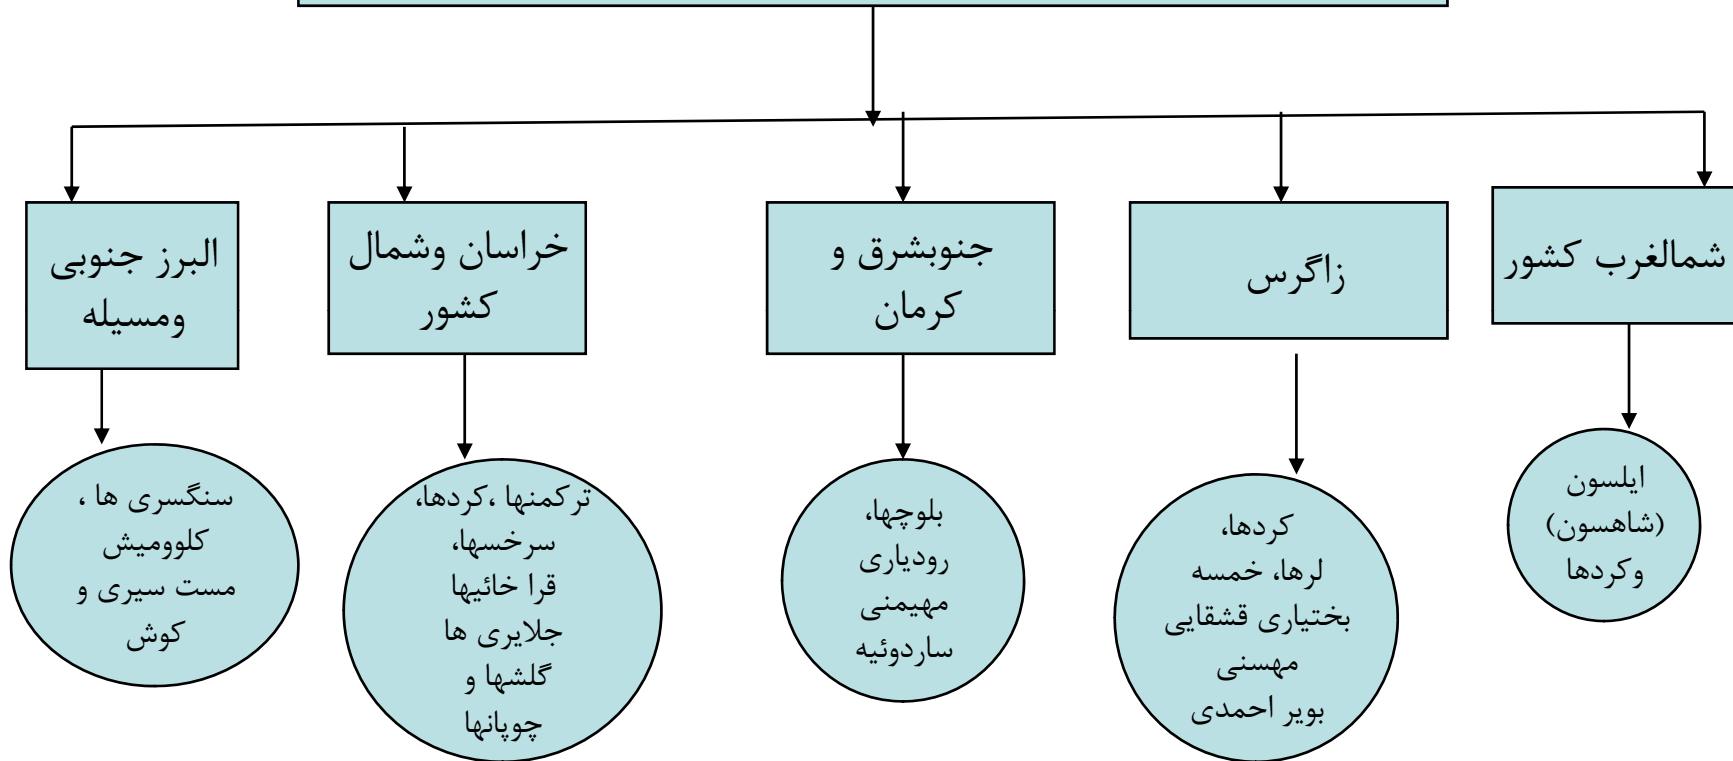 شمالغرب کشور
زاگرس
جنوبشرق و
کرمان
خراسان وشمال
کشور
البرز جنوبی
ومسیله
ایلسون
(شاهسون)
وکردها
کردها،
لرها، خمسه
بختیاری قشقایی
مهسنی
بویر احمدی
بلوچها،
رودیاری
مهیمنی
ساردوئیه
ترکمنها ،کردها،
سرخسها،
قرا خائیها
جلایری ها
گلشها و
چوپانها
سنگسری ها ،
کلوومیش
مست سیری و
کوش